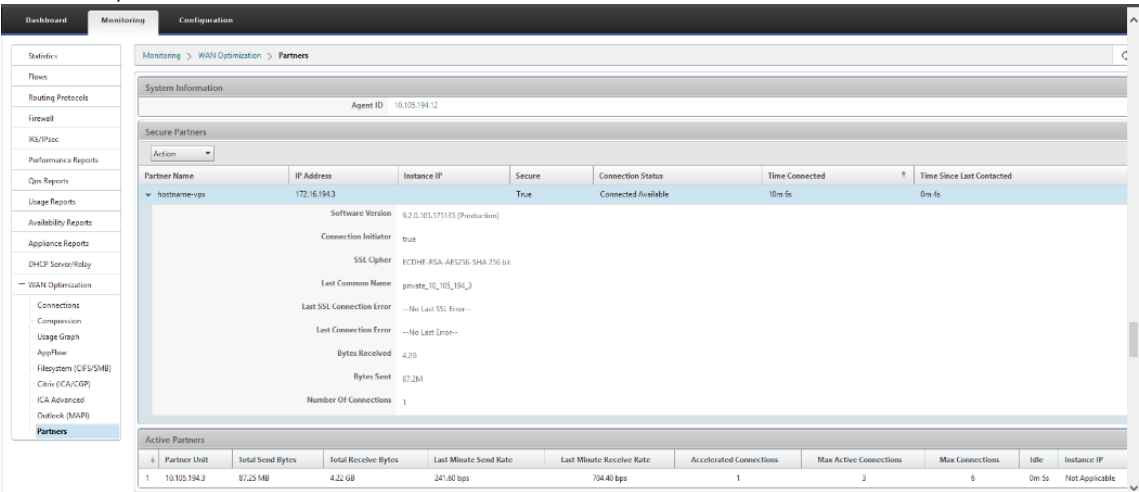 Dashboard Monitoring Configuration
Statistics
Flows
Routing Protocols
Firewall
IKE/IPsec
Performance Reports
Qos Reports
Usage Reports
Availability Reports
Appliance Reports
DHCP Server/Relay
WAN Optimization
Connections
Compression
Usage Graph
AppFlow
Filesystem (CIFS/SMB)
Citrix (ICA/CGP)
ICA Advanced
Outlook (MAPI)
Partners
Monitoring > WAN Optimization > Partners
System Information
Agent ID 10.105.194.12
Secure Partners
Action
Partner Name IP Address Instance IP Secure Connection Status Time Connected Time Since Last Contacted
hostname-vpx 172.16.194.3 True Connected Available 10m 6s 0m 4s
Software Version 9.2.0.105.575135 (Production)
Connection Initiator true
SSL Cipher ECDHE-RSA-AES256-SHA 256 bit
Last Common Name private_10_105_194_3
Last SSL Connection Error --No Last SSL Error--
Last Connection Error --No Last Error--
Bytes Received 4.2G
Bytes Sent 87.2M
Number Of Connections 1
Active Partners
Partner Unit Total Send Bytes Total Receive Bytes Last Minute Send Rate Last Minute Receive Rate Accelerated Connections Max Active Connections Max Connections Idle Instance IP
1 10.105.194.3 87.25 MB 4.22 GB 241.60 bps 704.40 bps 1 3 6 0m 5s Not Applicable